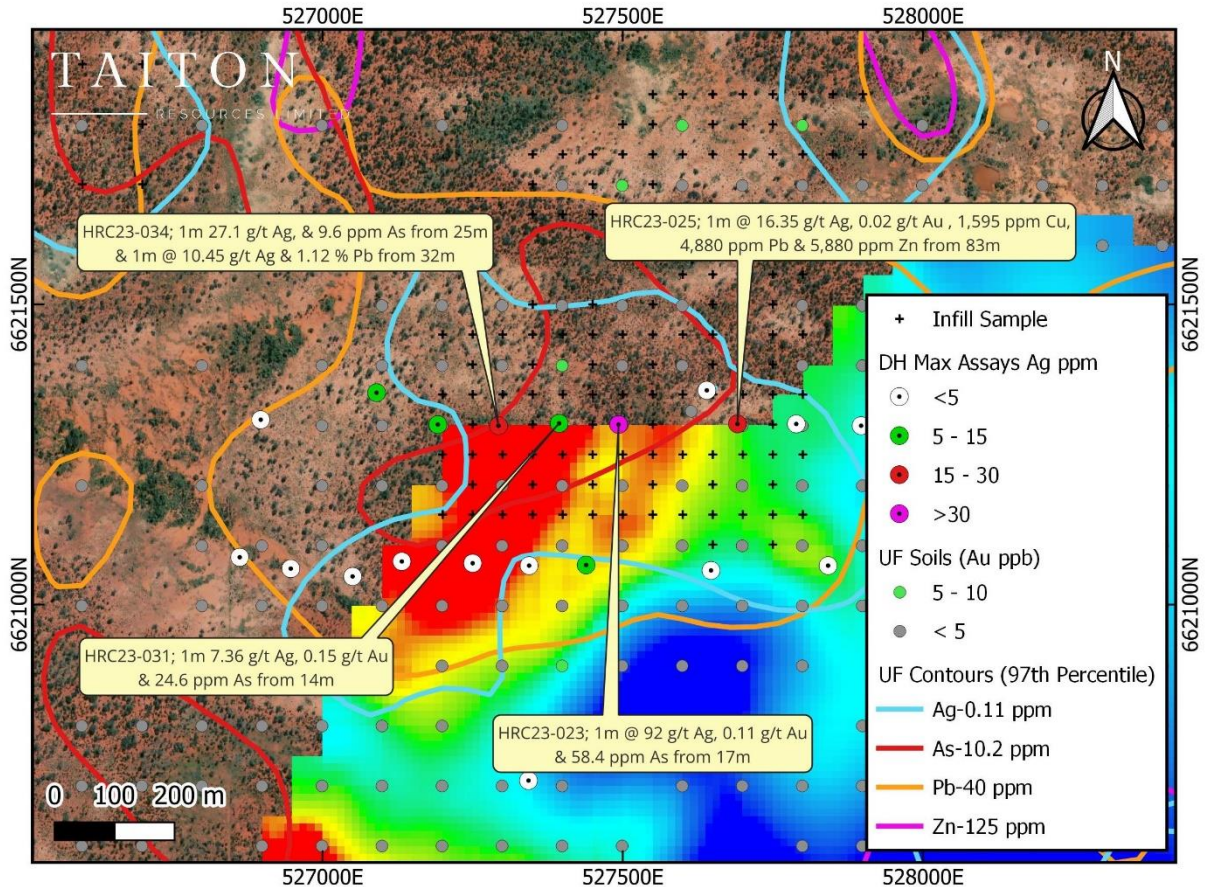 527000E 527500E 528000E
TAITON
RESOURCES LIMITED
N
HRC23-034; 1m 27.1 g/t Ag, & 9.6 ppm As from 25m
& 1m @ 10.45 g/t Ag & 1.12 % Pb from 32m
HRC23-025; 1m @ 16.35 g/t Ag, 0.02 g/t Au , 1,595 ppm Cu,
4,880 ppm Pb & 5,880 ppm Zn from 83m
6621500N
6621500N
Infill Sample
DH Max Assays Ag ppm
<5
5 - 15
15 - 30
>30
UF Soils (Au ppb)
5 - 10
< 5
UF Contours (97th Percentile)
Ag-0.11 ppm
As-10.2 ppm
Pb-40 ppm
Zn-125 ppm
6621000N
6621000N
HRC23-031; 1m 7.36 g/t Ag, 0.15 g/t Au
& 24.6 ppm As from 14m
HRC23-023; 1m @ 92 g/t Ag, 0.11 g/t Au
& 58.4 ppm As from 17m
0 100 200 m
527000E 527500E 528000E